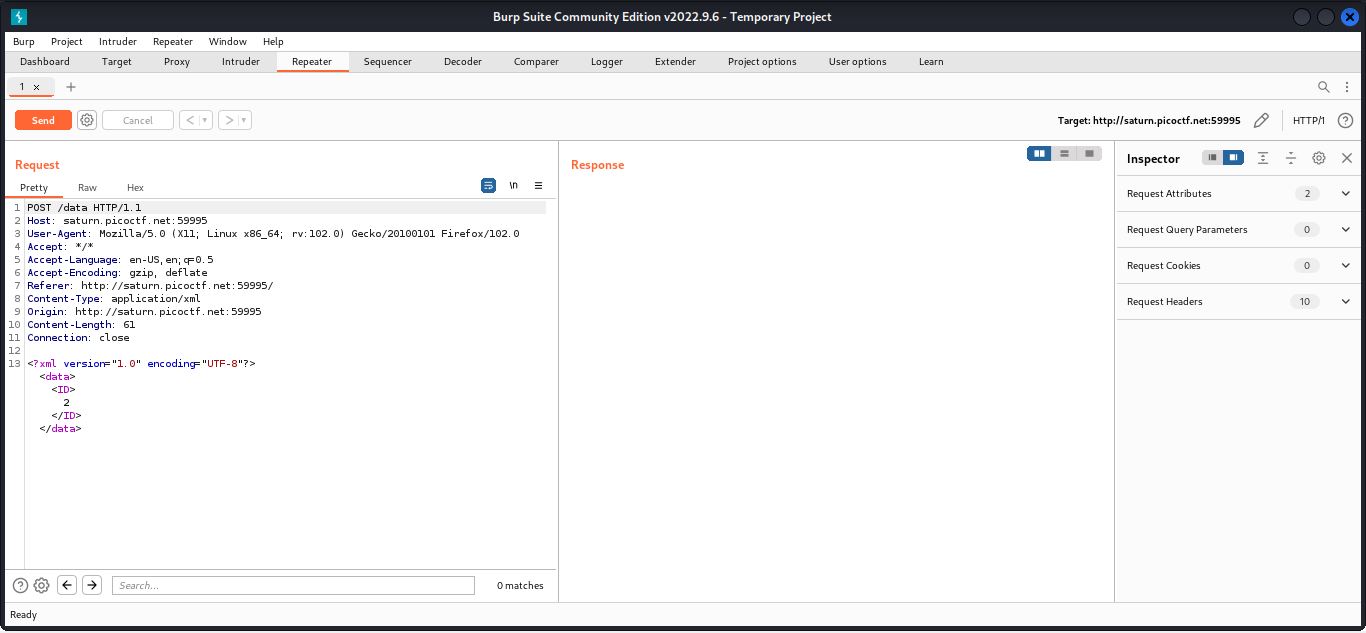 Burp Suite Community Edition v2022.9.6 - Temporary Project
Burp Project Intruder Repeater Window Help
Dashboard Target Proxy Intruder Repeater Sequencer Decoder Comparer Logger Extender Project options User options Learn
1 × +
Send Cancel < > Target: http://saturn.picoctf.net:59995 HTTP/1 ?
Request
Pretty Raw Hex \n
1 POST /data HTTP/1.1
2 Host: saturn.picoctf.net:59995
3 User-Agent: Mozilla/5.0 (X11; Linux x86_64; rv:102.0) Gecko/20100101 Firefox/102.0
4 Accept: */*
5 Accept-Language: en-US,en;q=0.5
6 Accept-Encoding: gzip, deflate
7 Referer: http://saturn.picoctf.net:59995/
8 Content-Type: application/xml
9 Origin: http://saturn.picoctf.net:59995
10 Content-Length: 61
11 Connection: close
12
13 <?xml version="1.0" encoding="UTF-8"?>
<data>
<ID>
2
</ID>
</data>
? Search... 0 matches
Response
Inspector
Request Attributes 2
Request Query Parameters 0
Request Cookies 0
Request Headers 10
Ready